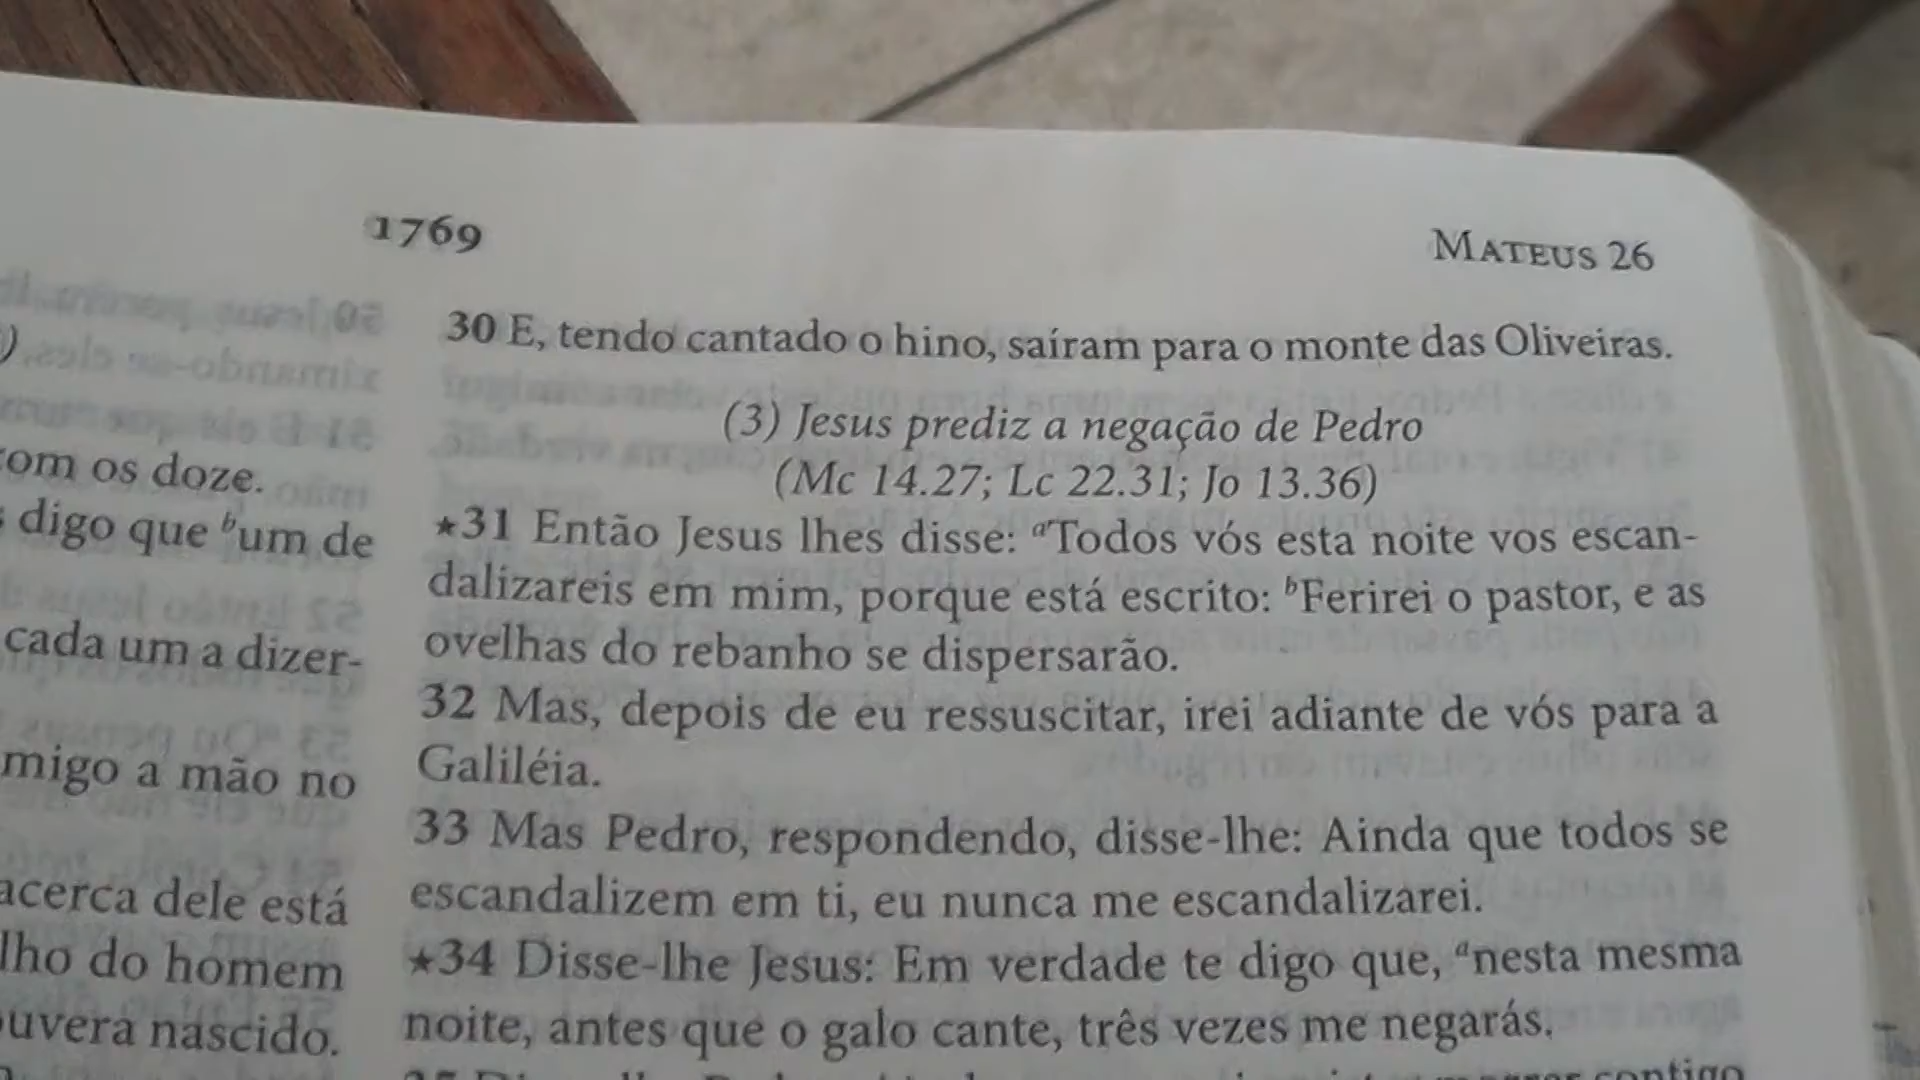 1769
MATEUS 26
om os doze.
digo que ᵇum de
cada um a dizer-
migo a mão no
acerca dele está
lho do homem
uvera nascido.
30 E, tendo cantado o hino, saíram para o monte das Oliveiras.
(3) Jesus prediz a negação de Pedro
(Mc 14.27; Lc 22.31; Jo 13.36)
★31 Então Jesus lhes disse: ᵃTodos vós esta noite vos escan-
dalizareis em mim, porque está escrito: ᵇFerirei o pastor, e as
ovelhas do rebanho se dispersarão.
32 Mas, depois de eu ressuscitar, irei adiante de vós para a
Galiléia.
33 Mas Pedro, respondendo, disse-lhe: Ainda que todos se
escandalizem em ti, eu nunca me escandalizarei.
★34 Disse-lhe Jesus: Em verdade te digo que, ᵃnesta mesma
noite, antes que o galo cante, três vezes me negarás.
contigo